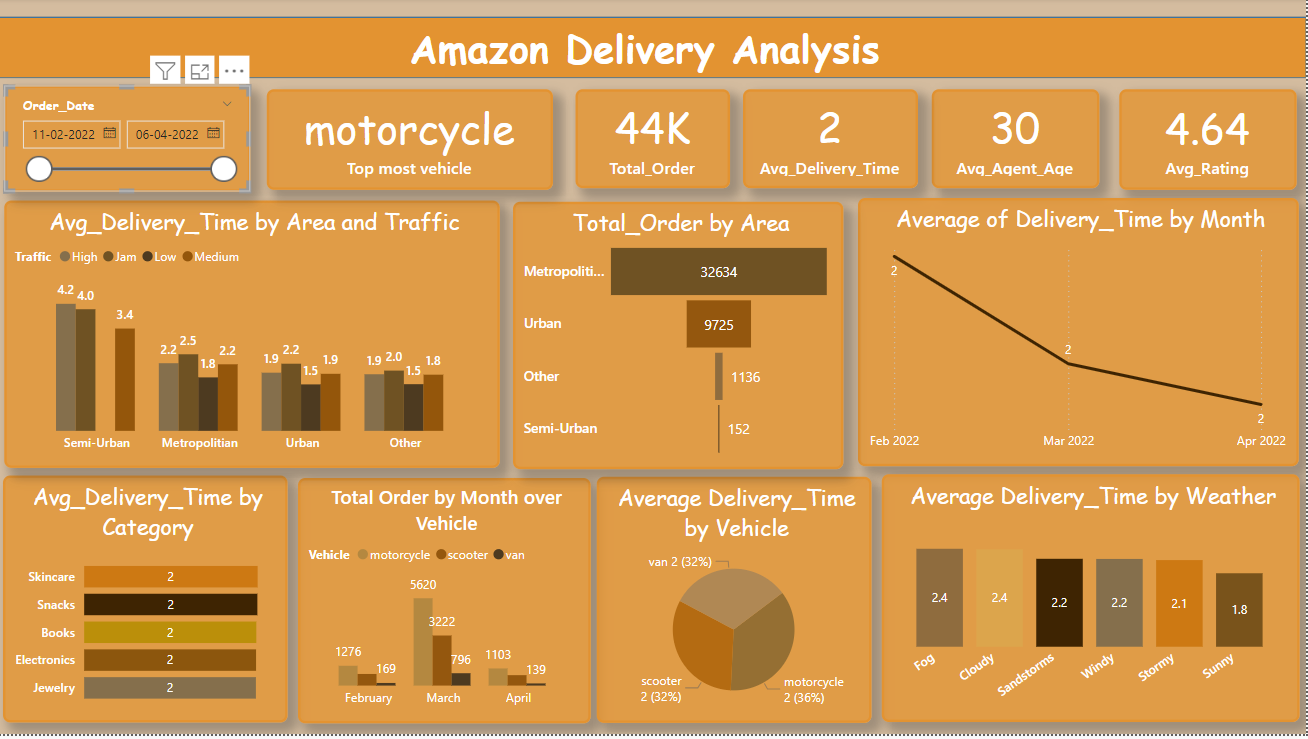 Amazon Delivery Analysis
Order_Date
11-02-2022
06-04-2022
motorcycle
Top most vehicle
44K
Total_Order
2
Avg_Delivery_Time
30
Avg_Agent_Age
4.64
Avg_Rating
Avg_Delivery_Time by Area and Traffic
Traffic High Jam Low Medium
4.2 4.0 3.4
2.2 2.5 1.8 2.2
1.9 2.2 1.5 1.9
1.9 2.0 1.5 1.8
Semi-Urban Metropolitian Urban Other
Total_Order by Area
Metropoliti... 32634
Urban 9725
Other 1136
Semi-Urban 152
Average of Delivery_Time by Month
2
2
2
Feb 2022 Mar 2022 Apr 2022
Avg_Delivery_Time by
Category
Skincare 2
Snacks 2
Books 2
Electronics 2
Jewelry 2
Total Order by Month over
Vehicle
Vehicle motorcycle scooter van
1276 169
5620 3222 796
1103 139
February March April
Average Delivery_Time
by Vehicle
van 2 (32%)
scooter
2 (32%)
motorcycle
2 (36%)
Average Delivery_Time by Weather
2.4 2.4 2.2 2.2 2.1 1.8
Fog Cloudy Sandstorms Windy Stormy Sunny